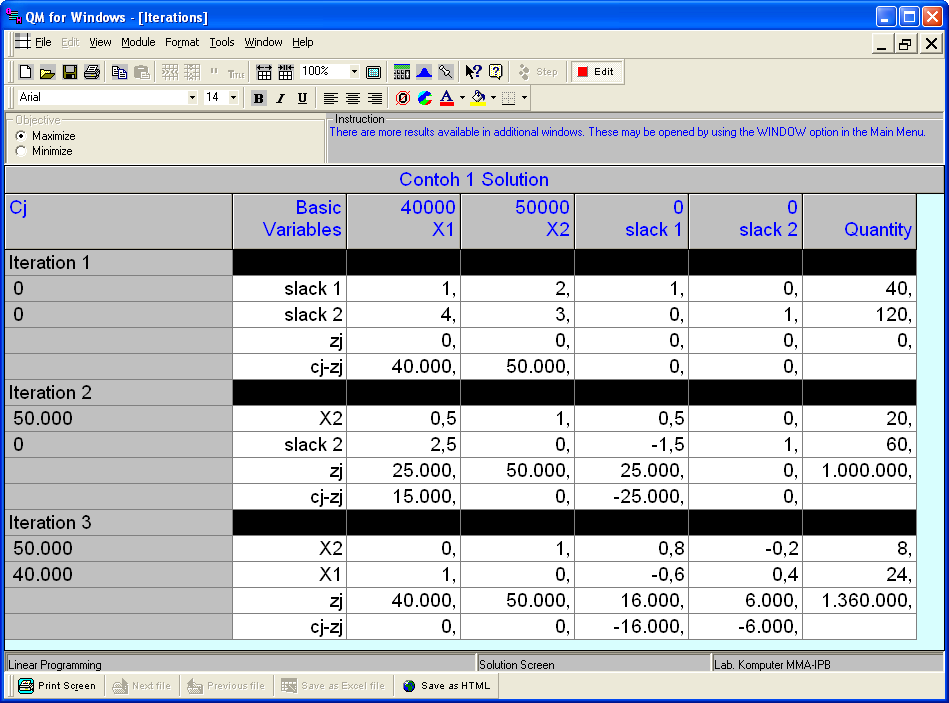 QM for Windows - [Iterations]
File Edit View Module Format Tools Window Help
" Title 100% ? ? Step Edit
Arial 14 B I U A
Objective
Maximize
Minimize
Instruction
There are more results available in additional windows. These may be opened by using the WINDOW option in the Main Menu.
Contoh 1 Solution
Cj Basic Variables 40000 X1 50000 X2 0 slack 1 0 slack 2 Quantity
Iteration 1
0 slack 1 1, 2, 1, 0, 40,
0 slack 2 4, 3, 0, 1, 120,
zj 0, 0, 0, 0, 0,
cj-zj 40.000, 50.000, 0, 0,
Iteration 2
50.000 X2 0,5 1, 0,5 0, 20,
0 slack 2 2,5 0, -1,5 1, 60,
zj 25.000, 50.000, 25.000, 0, 1.000.000,
cj-zj 15.000, 0, -25.000, 0,
Iteration 3
50.000 X2 0, 1, 0,8 -0,2 8,
40.000 X1 1, 0, -0,6 0,4 24,
zj 40.000, 50.000, 16.000, 6.000, 1.360.000,
cj-zj 0, 0, -16.000, -6.000,
Linear Programming Solution Screen Lab. Komputer MMA-IPB
Print Screen Next file Previous file Save as Excel file Save as HTML